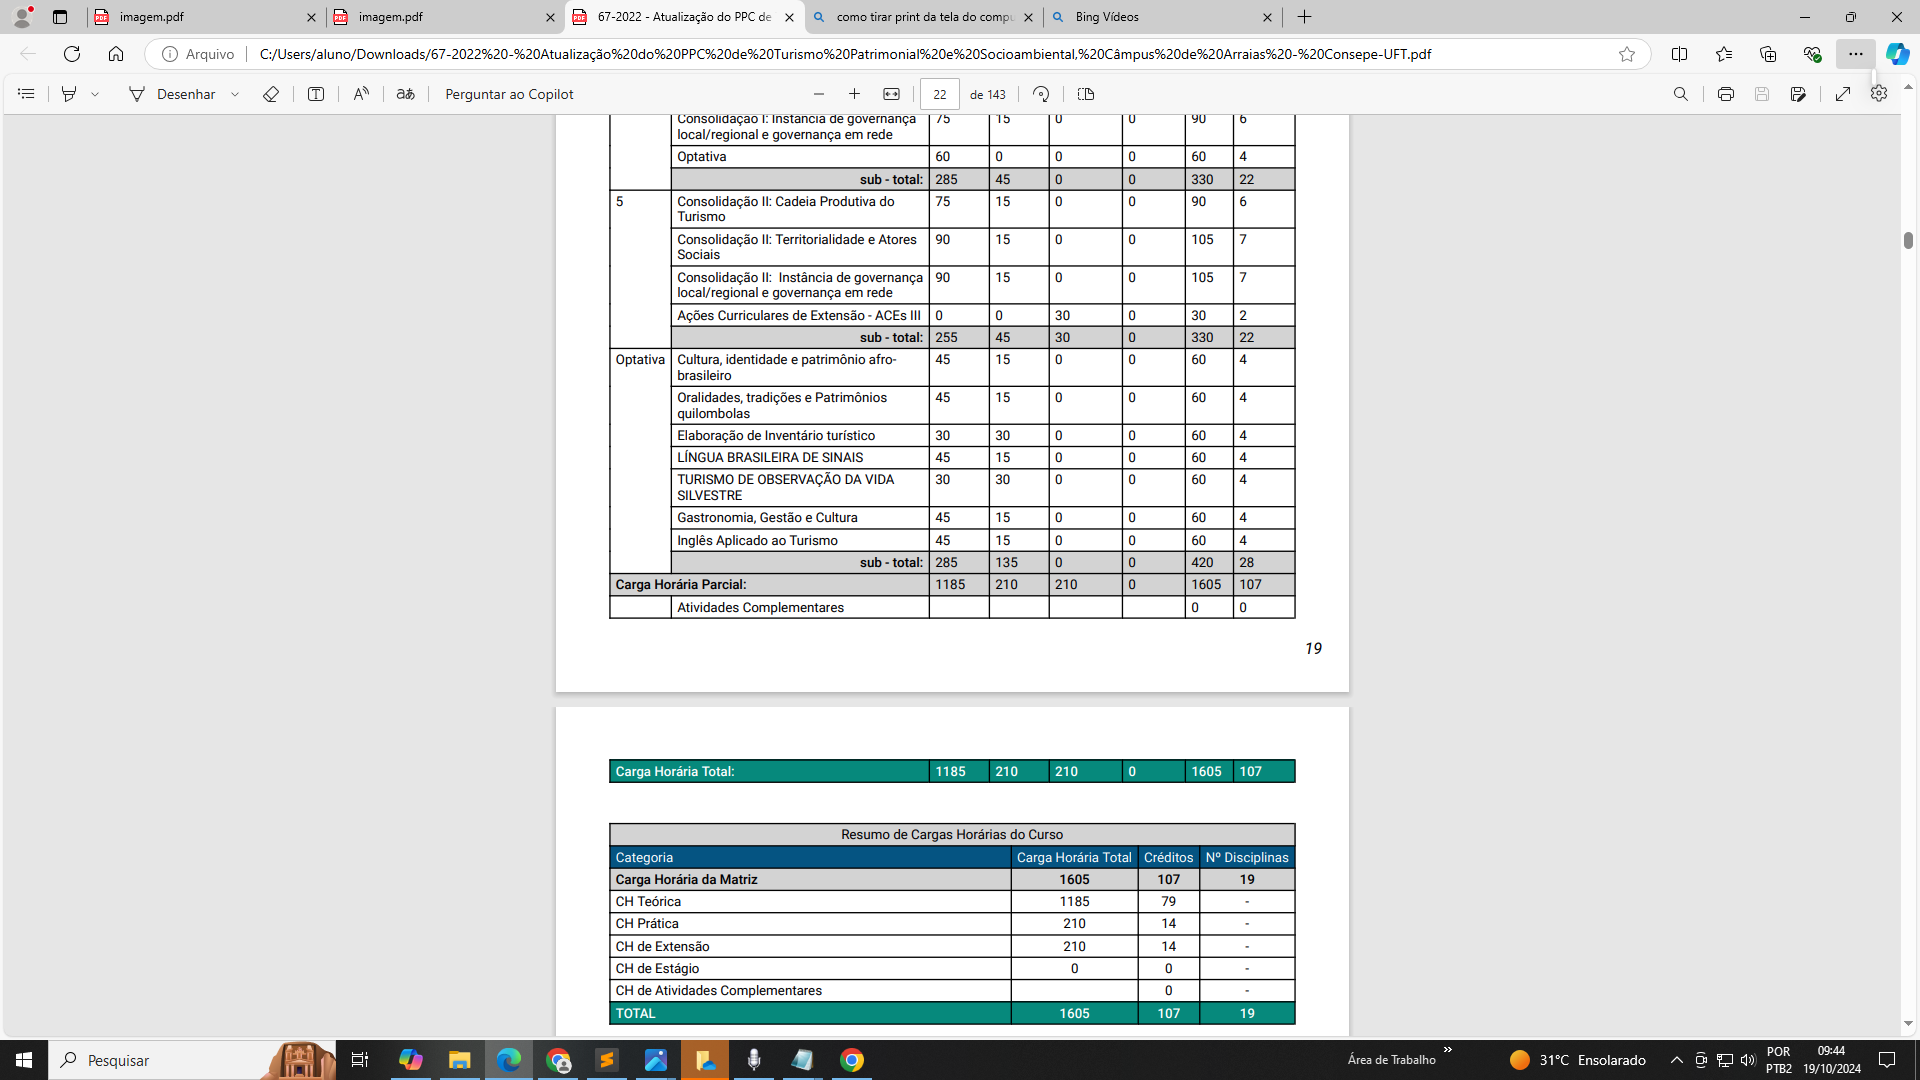 imagem.pdf
imagem.pdf
67-2022 - Atualização do PPC de
como tirar print da tela do compu
Bing Vídeos
Arquivo
C:/Users/aluno/Downloads/67-2022%20-%20Atualização%20do%20PPC%20de%20Turismo%20Patrimonial%20e%20Socioambiental,%20Câmpus%20de%20Arraias%20-%20Consepe-UFT.pdf
Desenhar
Perguntar ao Copilot
22 de 143
Consolidação I: Instância de governança local/regional e governança em rede 75 15 0 0 90 6
Optativa 60 0 0 0 60 4
sub - total: 285 45 0 0 330 22
5 Consolidação II: Cadeia Produtiva do Turismo 75 15 0 0 90 6
Consolidação II: Territorialidade e Atores Sociais 90 15 0 0 105 7
Consolidação II: Instância de governança local/regional e governança em rede 90 15 0 0 105 7
Ações Curriculares de Extensão - ACEs III 0 0 30 0 30 2
sub - total: 255 45 30 0 330 22
Optativa Cultura, identidade e patrimônio afro-brasileiro 45 15 0 0 60 4
Oralidades, tradições e Patrimônios quilombolas 45 15 0 0 60 4
Elaboração de Inventário turístico 30 30 0 0 60 4
LÍNGUA BRASILEIRA DE SINAIS 45 15 0 0 60 4
TURISMO DE OBSERVAÇÃO DA VIDA SILVESTRE 30 30 0 0 60 4
Gastronomia, Gestão e Cultura 45 15 0 0 60 4
Inglês Aplicado ao Turismo 45 15 0 0 60 4
sub - total: 285 135 0 0 420 28
Carga Horária Parcial: 1185 210 210 0 1605 107
Atividades Complementares 0 0
19
Carga Horária Total: 1185 210 210 0 1605 107
Resumo de Cargas Horárias do Curso
Categoria Carga Horária Total Créditos Nº Disciplinas
Carga Horária da Matriz 1605 107 19
CH Teórica 1185 79 -
CH Prática 210 14 -
CH de Extensão 210 14 -
CH de Estágio 0 0 -
CH de Atividades Complementares 0 -
TOTAL 1605 107 19
Pesquisar
Área de Trabalho
31°C Ensolarado
POR
PTB2
09:44
19/10/2024